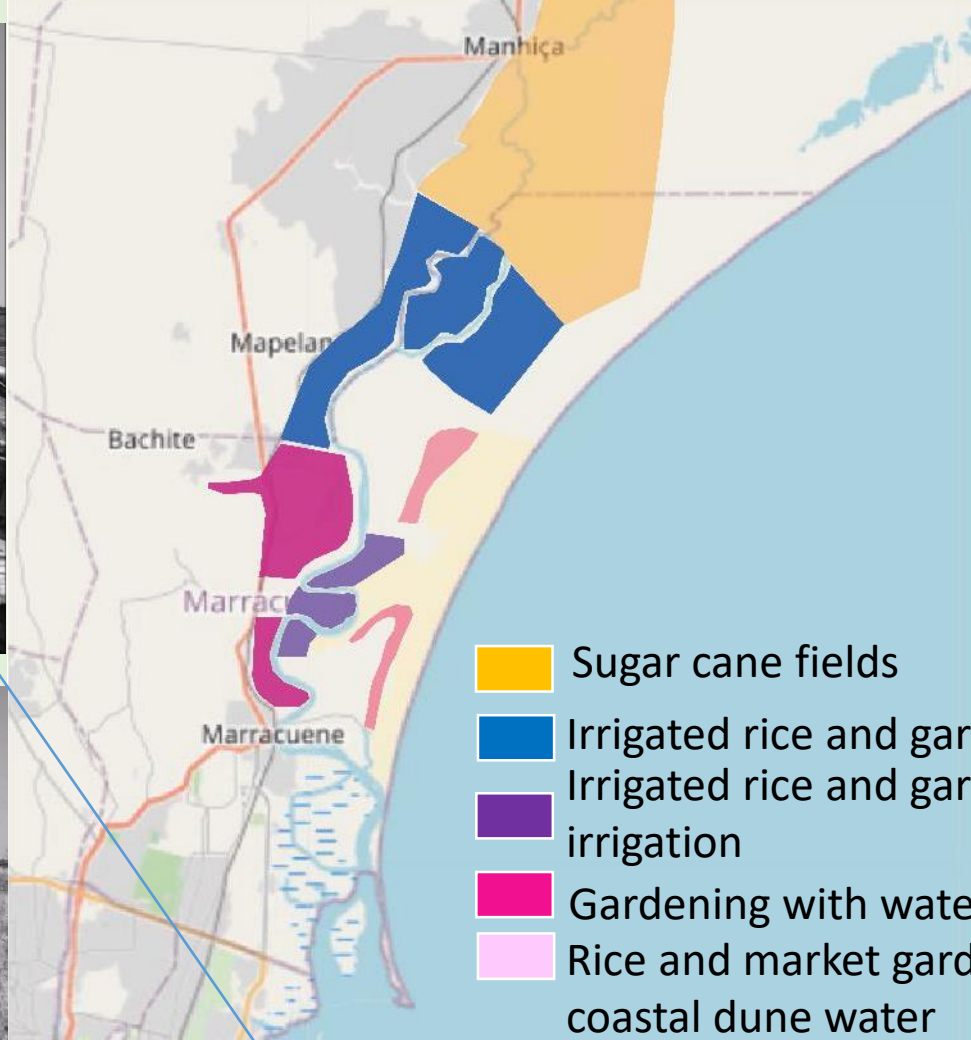 Manhiça
Mapelan
Bachite
Marracu
Marracuene
Sugar cane fields
Irrigated rice and gar
Irrigated rice and gar
irrigation
Gardening with wate
Rice and market gard
coastal dune water